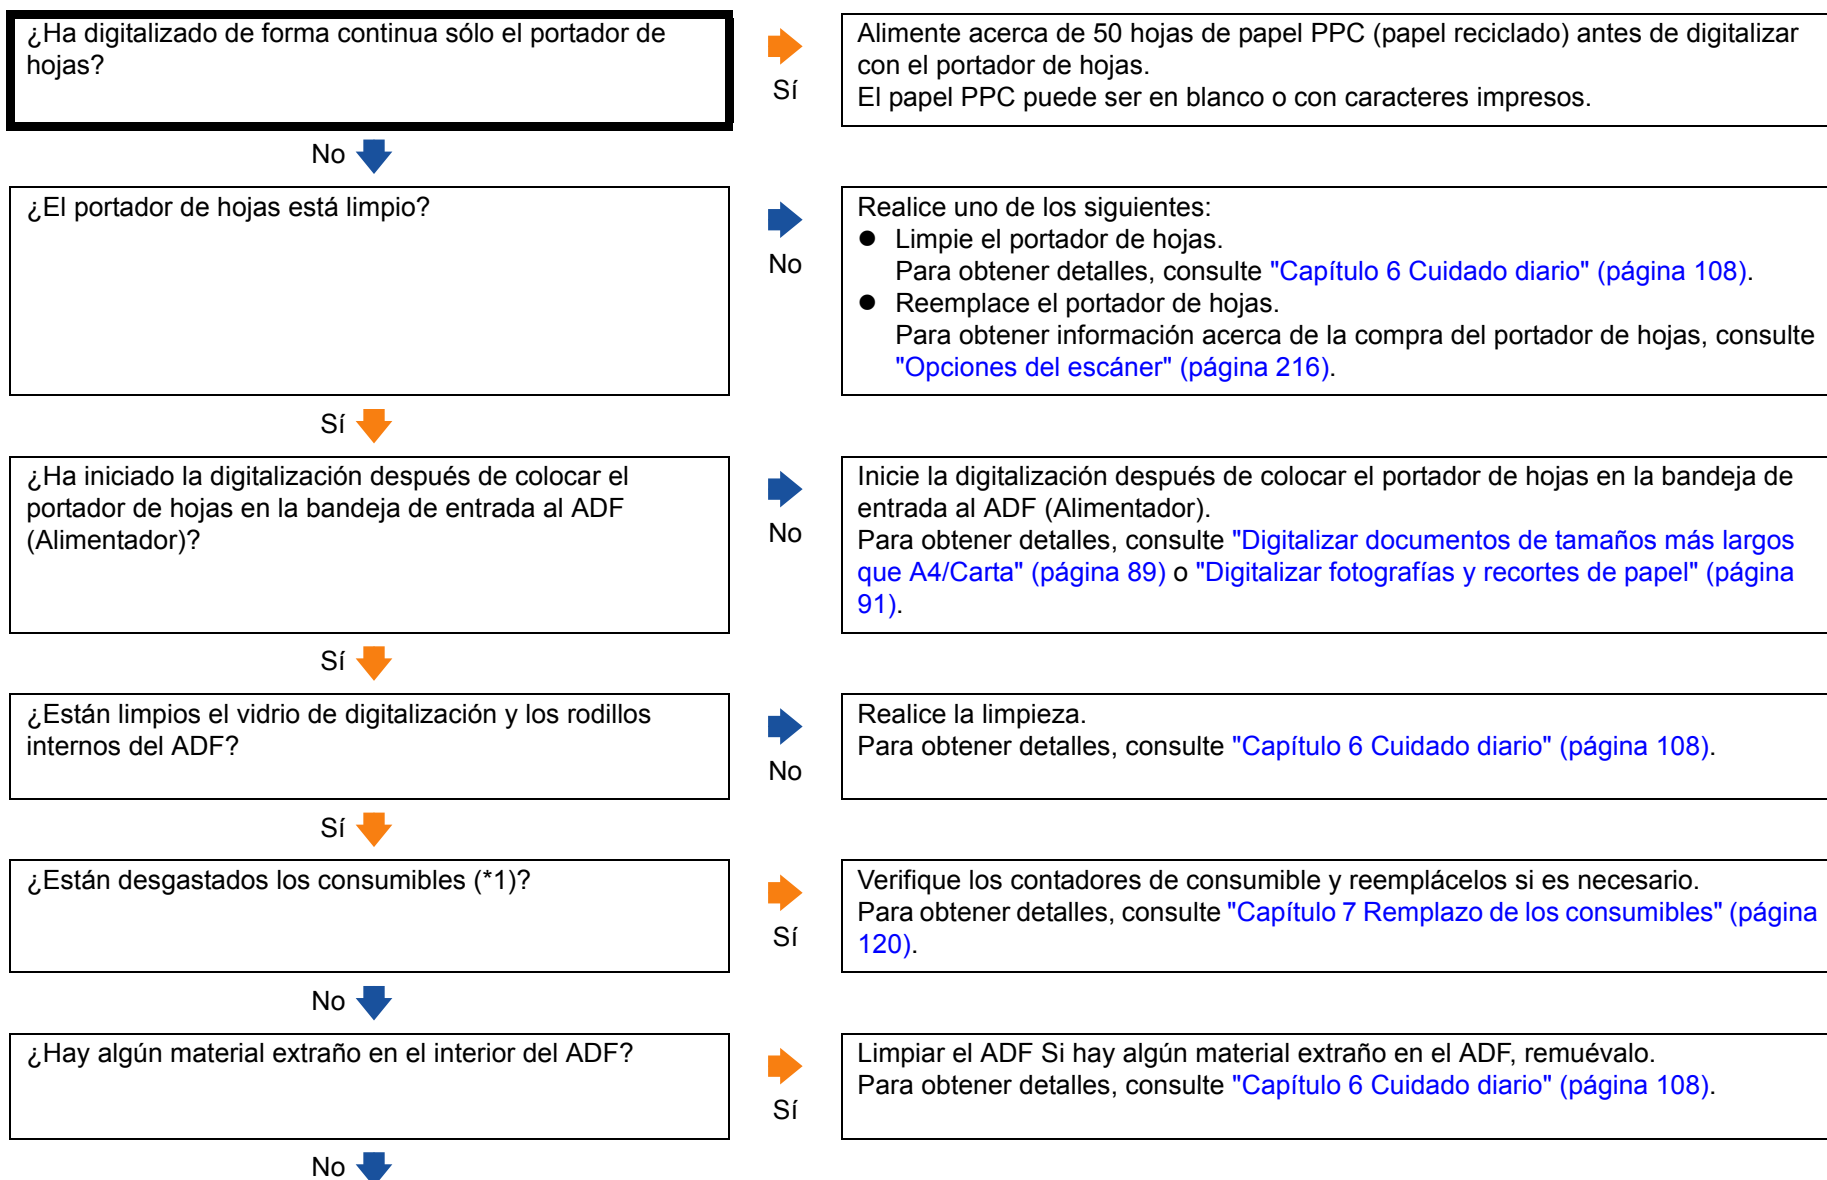 ¿Ha digitalizado de forma continua sólo el portador de
hojas?
Sí
Alimente acerca de 50 hojas de papel PPC (papel reciclado) antes de digitalizar
con el portador de hojas.
El papel PPC puede ser en blanco o con caracteres impresos.
No
¿El portador de hojas está limpio?
No
Realice uno de los siguientes:
● Limpie el portador de hojas.
Para obtener detalles, consulte "Capítulo 6 Cuidado diario" (página 108).
● Reemplace el portador de hojas.
Para obtener información acerca de la compra del portador de hojas, consulte
"Opciones del escáner" (página 216).
Sí
¿Ha iniciado la digitalización después de colocar el
portador de hojas en la bandeja de entrada al ADF
(Alimentador)?
No
Inicie la digitalización después de colocar el portador de hojas en la bandeja de
entrada al ADF (Alimentador).
Para obtener detalles, consulte "Digitalizar documentos de tamaños más largos
que A4/Carta" (página 89) o "Digitalizar fotografías y recortes de papel" (página
91).
Sí
¿Están limpios el vidrio de digitalización y los rodillos
internos del ADF?
No
Realice la limpieza.
Para obtener detalles, consulte "Capítulo 6 Cuidado diario" (página 108).
Sí
¿Están desgastados los consumibles (*1)?
Sí
Verifique los contadores de consumible y reemplácelos si es necesario.
Para obtener detalles, consulte "Capítulo 7 Remplazo de los consumibles" (página
120).
No
¿Hay algún material extraño en el interior del ADF?
Sí
Limpiar el ADF Si hay algún material extraño en el ADF, remuévalo.
Para obtener detalles, consulte "Capítulo 6 Cuidado diario" (página 108).
No